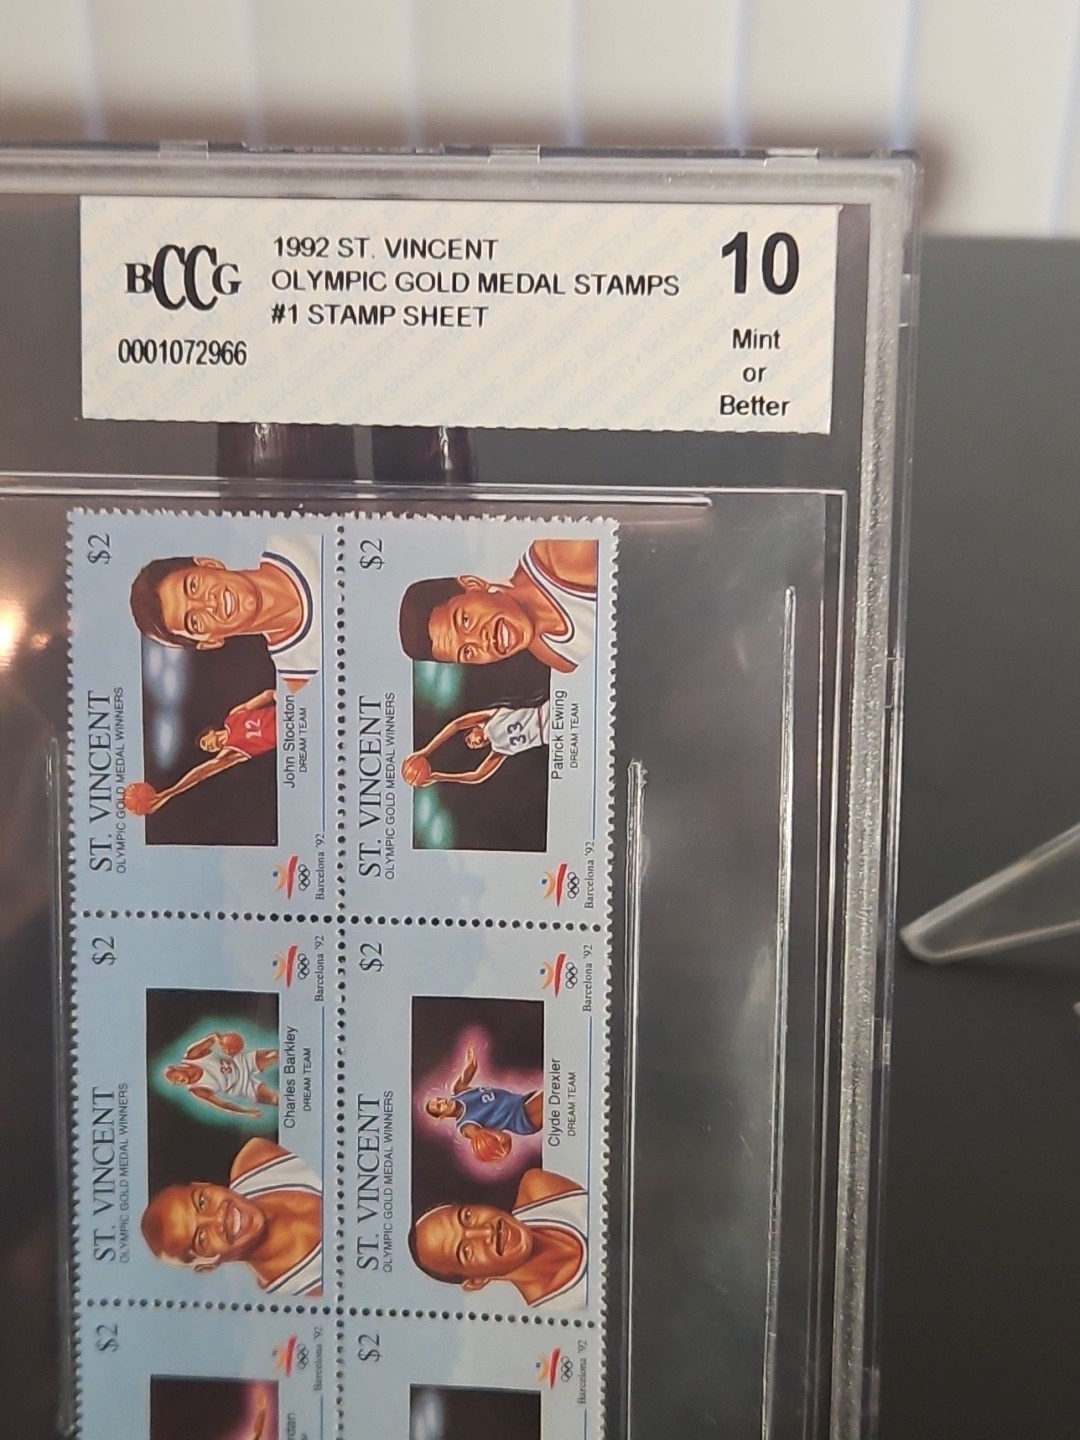 BCCG
0001072966
1992 ST. VINCENT
OLYMPIC GOLD MEDAL STAMPS
#1 STAMP SHEET
10
Mint
or
Better
$2
ST. VINCENT
OLYMPIC GOLD MEDAL WINNERS
12
John Stockton
DREAM TEAM
Barcelona '92
$2
ST. VINCENT
OLYMPIC GOLD MEDAL WINNERS
33
Patrick Ewing
DREAM TEAM
Barcelona '92
$2
ST. VINCENT
OLYMPIC GOLD MEDAL WINNERS
32
Charles Barkley
DREAM TEAM
Barcelona '92
$2
ST. VINCENT
OLYMPIC GOLD MEDAL WINNERS
Clyde Drexler
DREAM TEAM
Barcelona '92
$2
Barcelona '92
$2
Barcelona '92